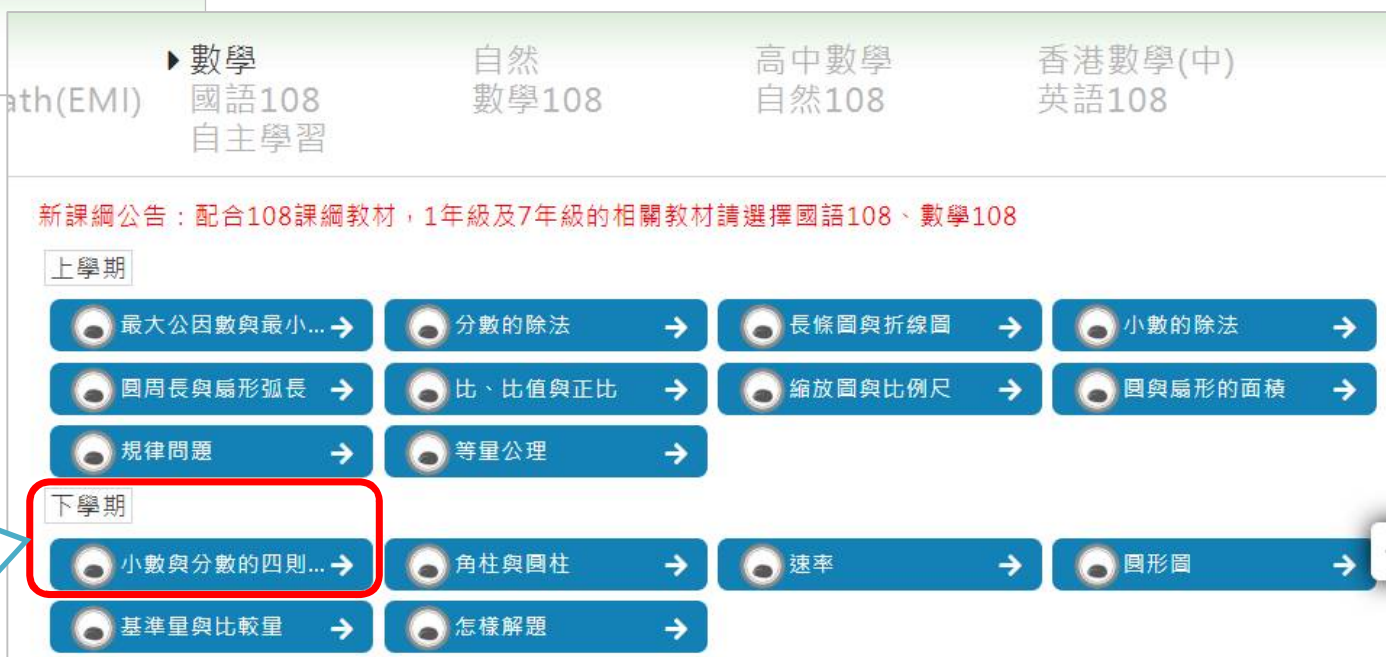 ▶數學 自然 高中數學 香港數學(中)
ath(EMI) 國語108 數學108 自然108 英語108
自主學習
新課綱公告：配合108課綱教材，1年級及7年級的相關教材請選擇國語108、數學108
上學期
最大公因數與最小... 分數的除法 長條圖與折線圖 小數的除法
圓周長與扇形弧長 比、比值與正比 縮放圖與比例尺 圓與扇形的面積
規律問題 等量公理
下學期
小數與分數的四則... 角柱與圓柱 速率 圓形圖
基準量與比較量 怎樣解題